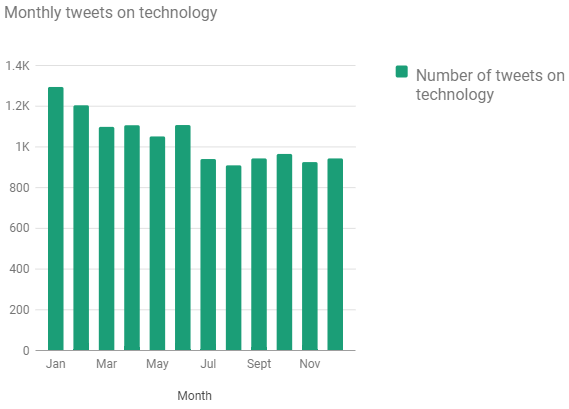 Monthly tweets on technology
1.4K
1.2K
1K
800
600
400
200
0
Jan Mar May Jul Sept Nov
Month
Number of tweets on
technology